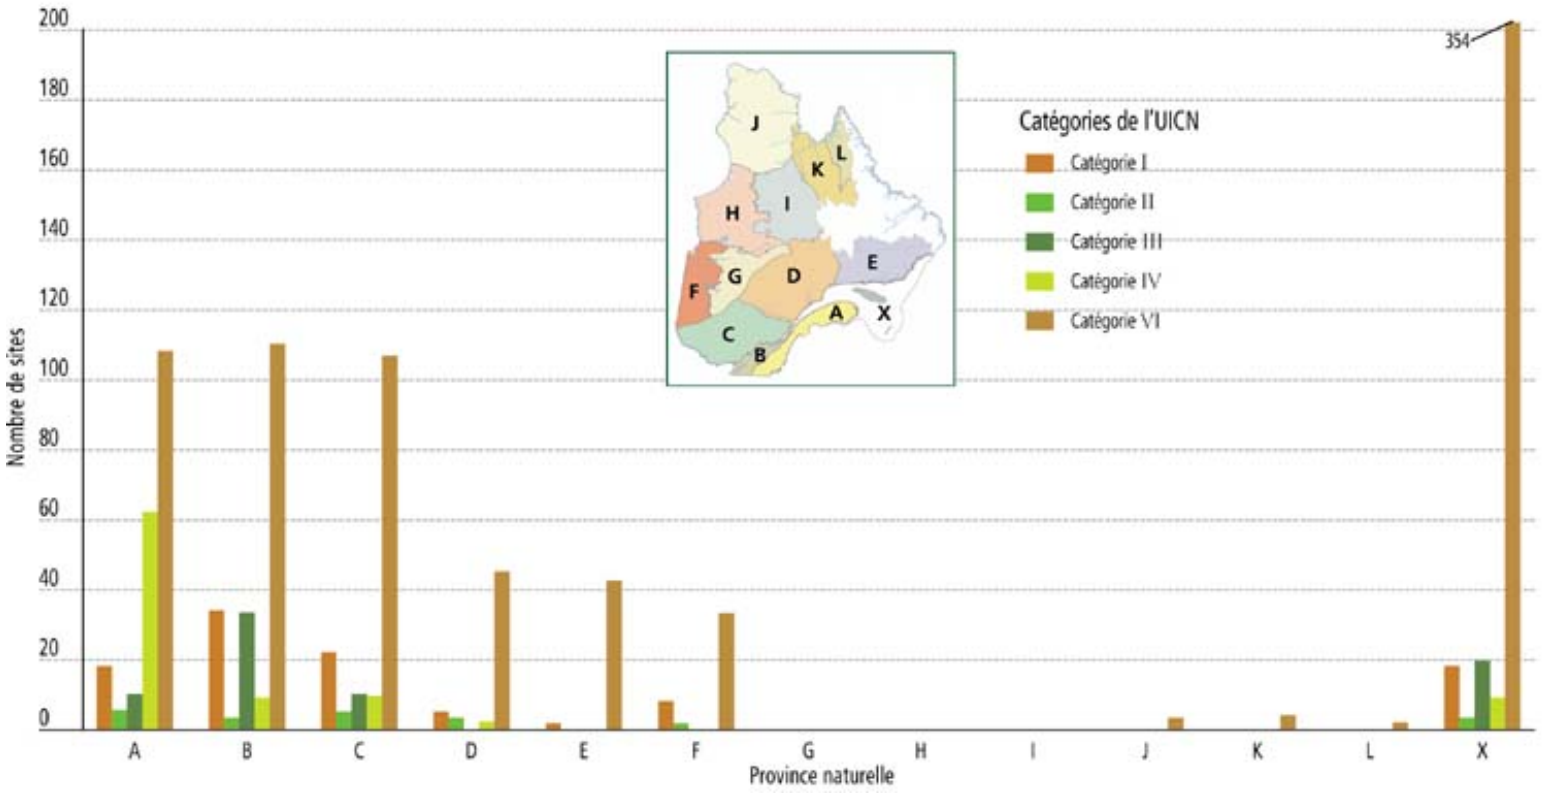 200
180
160
140
120
100
80
60
40
20
0
Nombre de sites
354
J
L
K
H
I
G
D
E
F
A
X
C
B
Catégories de l'UICN
Catégorie I
Catégorie II
Catégorie III
Catégorie IV
Catégorie VI
A B C D E F G H I J K L X
Province naturelle